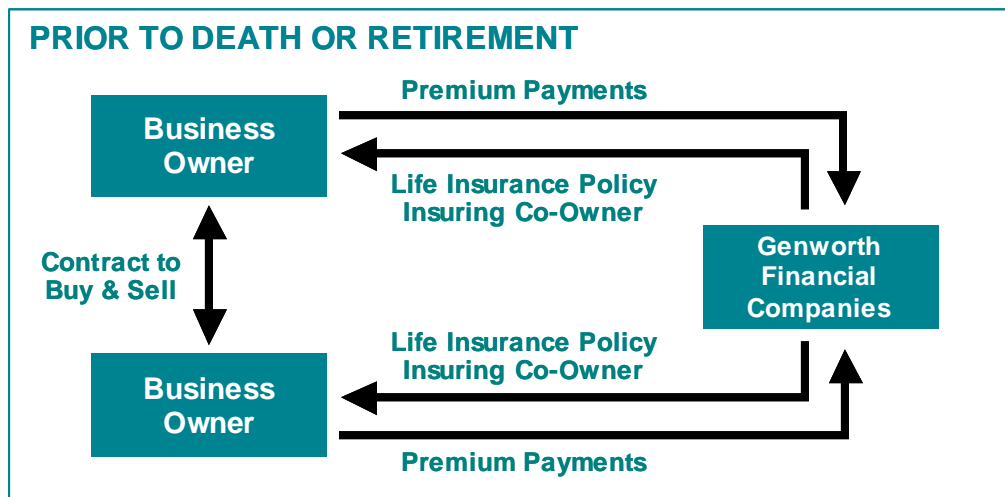 PRIOR TO DEATH OR RETIREMENT
Premium Payments
Business
Owner
Life Insurance Policy
Insuring Co-Owner
Contract to
Buy & Sell
Genworth
Financial
Companies
Life Insurance Policy
Insuring Co-Owner
Business
Owner
Premium Payments